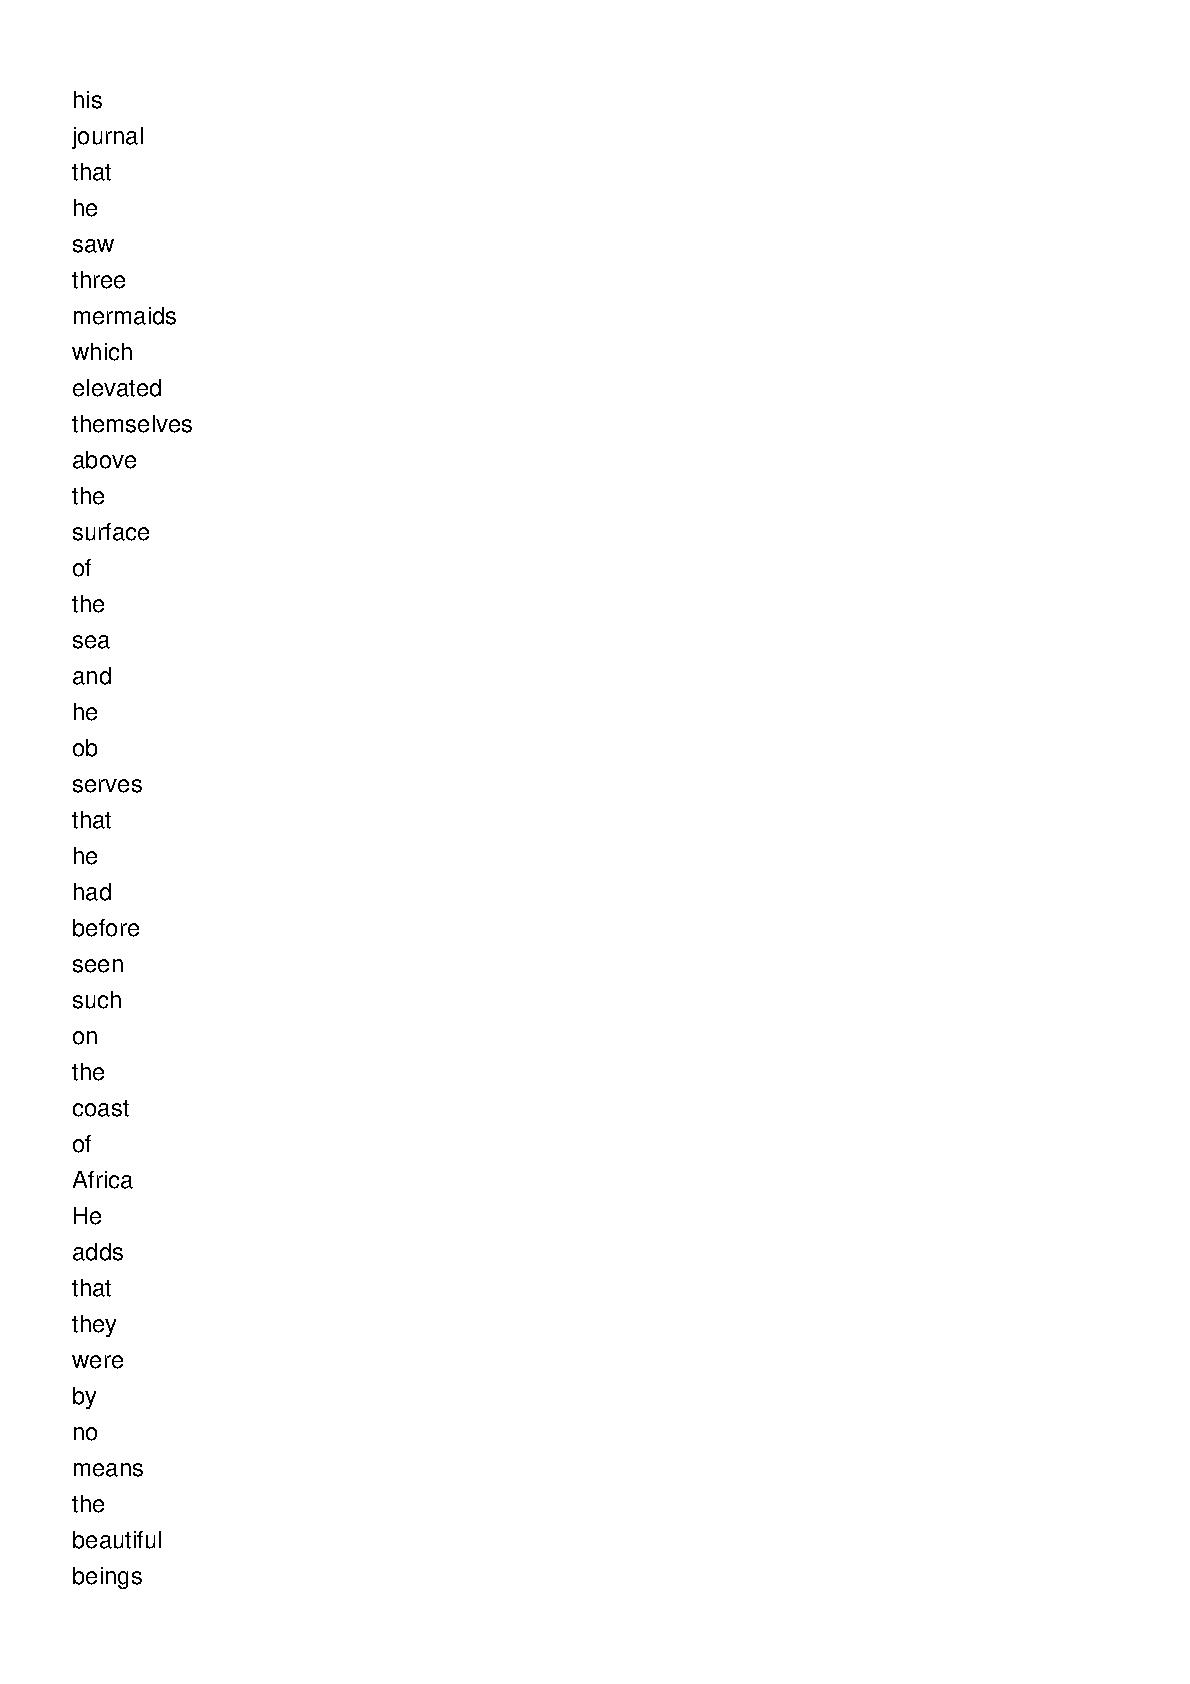 his
journal
that
he
saw
three
mermaids
which
elevated
themselves
above
the
surface
of
the
sea
and
he
ob
serves
that
he
had
before
seen
such
on
the
coast
of
Africa
He
adds
that
they
were
by
no
means
the
beautiful
beings